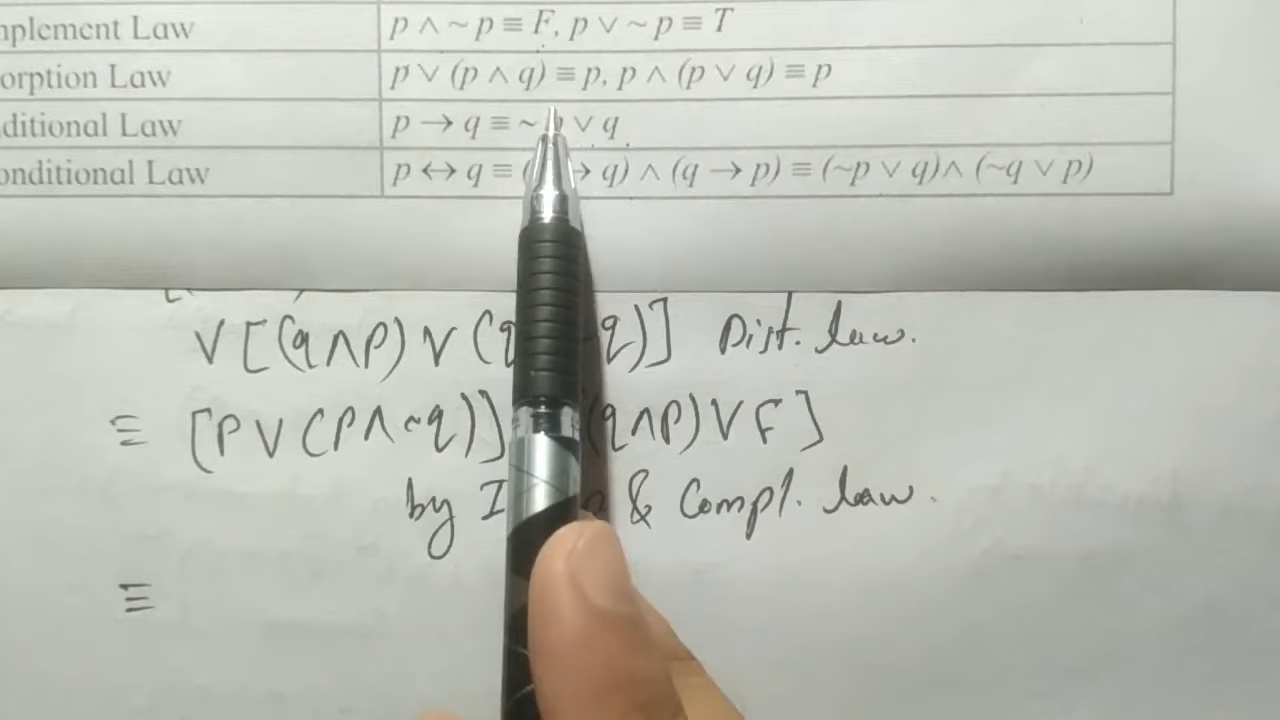 mplement Law p ∧ ~ p ≡ F, p ∨ ~ p ≡ T
orption Law p ∨ (p ∧ q) ≡ p, p ∧ (p ∨ q) ≡ p
ditional Law p → q ≡ ~ p ∨ q
onditional Law p ↔ q ≡ ( → q) ∧ (q → p) ≡ (~p ∨ q)∧ (~q ∨ p)
∨ [(q∧p) ∨ (q q)] Dist. law.
≡ [P∨(P∧~q)] (q∧p)∨F]
by & Compl. law.
≡